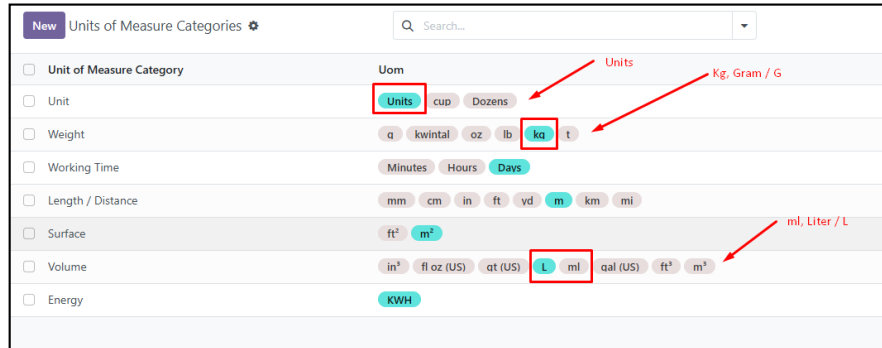 New Units of Measure Categories Search...
Unit of Measure Category Uom Units
Kg, Gram / G
Unit Units cup Dozens
Weight g kwintal oz lb kg t
Working Time Minutes Hours Days
Length / Distance mm cm in ft yd m km mi
ml, Liter / L
Surface ft² m²
Volume in³ fl oz (US) qt (US) L ml gal (US) ft³ m³
Energy KWH